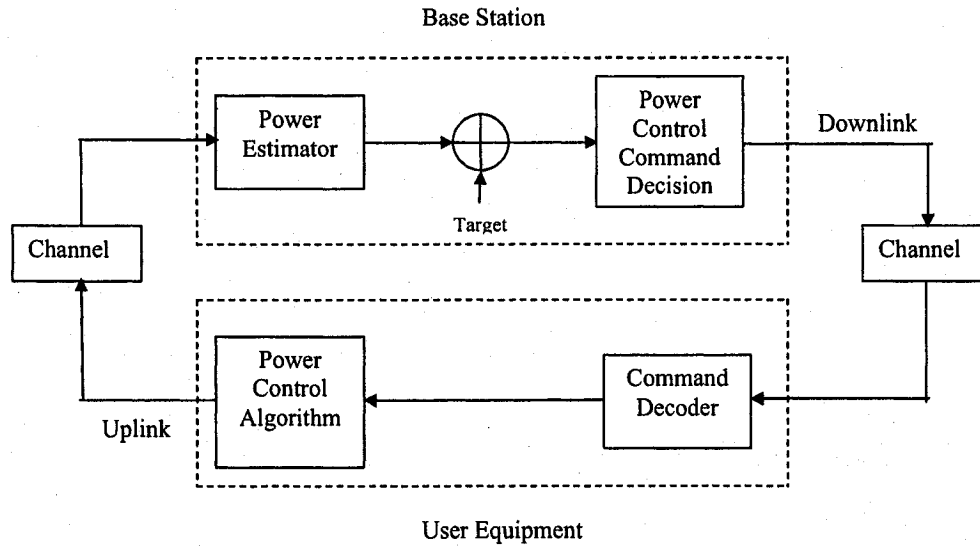 Base Station
Power
Estimator
Power
Control
Command
Decision
Downlink
Target
Channel
Channel
Power
Control
Algorithm
Command
Decoder
Uplink
User Equipment